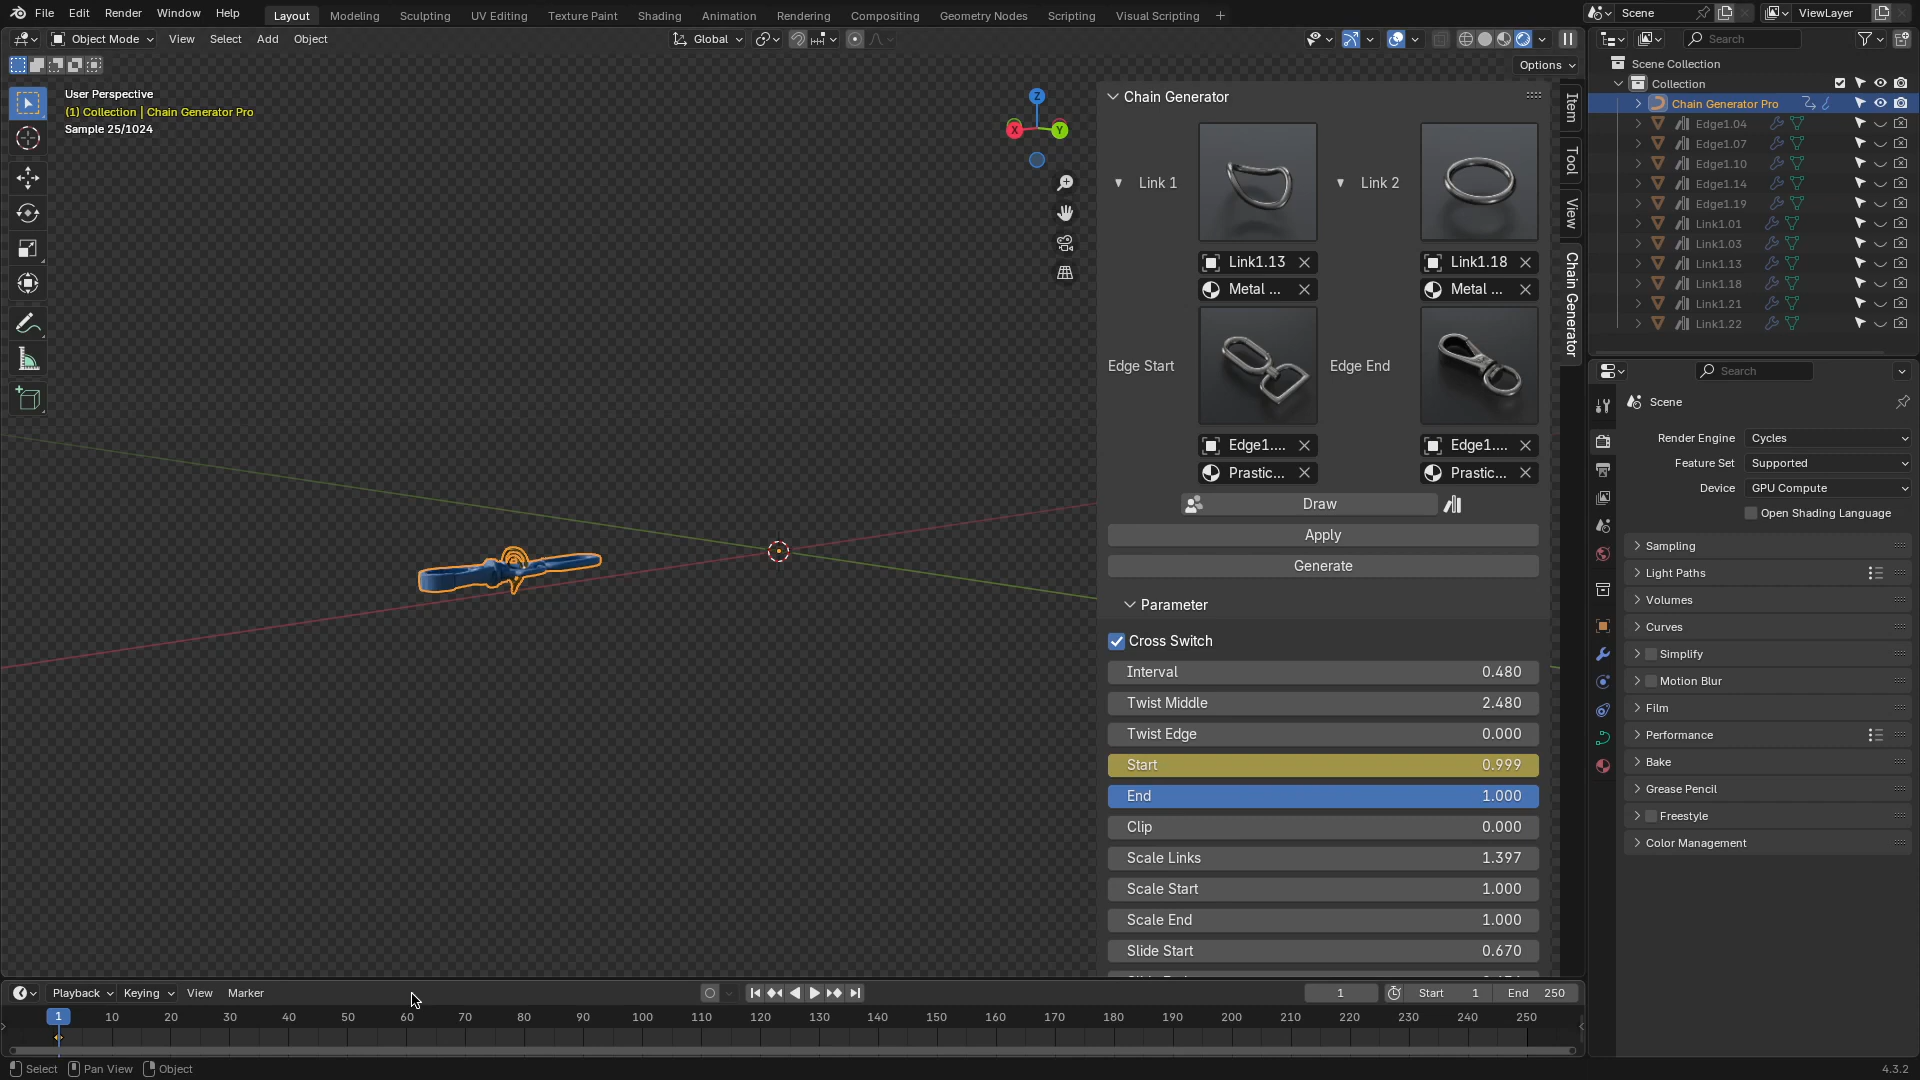 File Edit Render Window Help Layout Modeling Sculpting UV Editing Texture Paint Shading Animation Rendering Compositing Geometry Nodes Scripting Visual Scripting + Scene ViewLayer
Object Mode View Select Add Object Global Search
Options
User Perspective
(1) Collection | Chain Generator Pro
Sample 25/1024
Z
X
Y
Chain Generator
Link 1
Link 2
Link1.13
Link1.18
Metal ...
Metal ...
Edge Start
Edge End
Edge1....
Edge1....
Prastic...
Prastic...
Draw
Apply
Generate
Parameter
Cross Switch
Interval 0.480
Twist Middle 2.480
Twist Edge 0.000
Start 0.999
End 1.000
Clip 0.000
Scale Links 1.397
Scale Start 1.000
Scale End 1.000
Slide Start 0.670
Item
Tool
View
Chain Generator
Scene Collection
Collection
Chain Generator Pro
Edge1.04
Edge1.07
Edge1.10
Edge1.14
Edge1.19
Link1.01
Link1.03
Link1.13
Link1.18
Link1.21
Link1.22
Search
Scene
Render Engine Cycles
Feature Set Supported
Device GPU Compute
Open Shading Language
Sampling
Light Paths
Volumes
Curves
Simplify
Motion Blur
Film
Performance
Bake
Grease Pencil
Freestyle
Color Management
Playback Keying View Marker 1 Start 1 End 250
1 10 20 30 40 50 60 70 80 90 100 110 120 130 140 150 160 170 180 190 200 210 220 230 240 250
Select Pan View Object 4.3.2